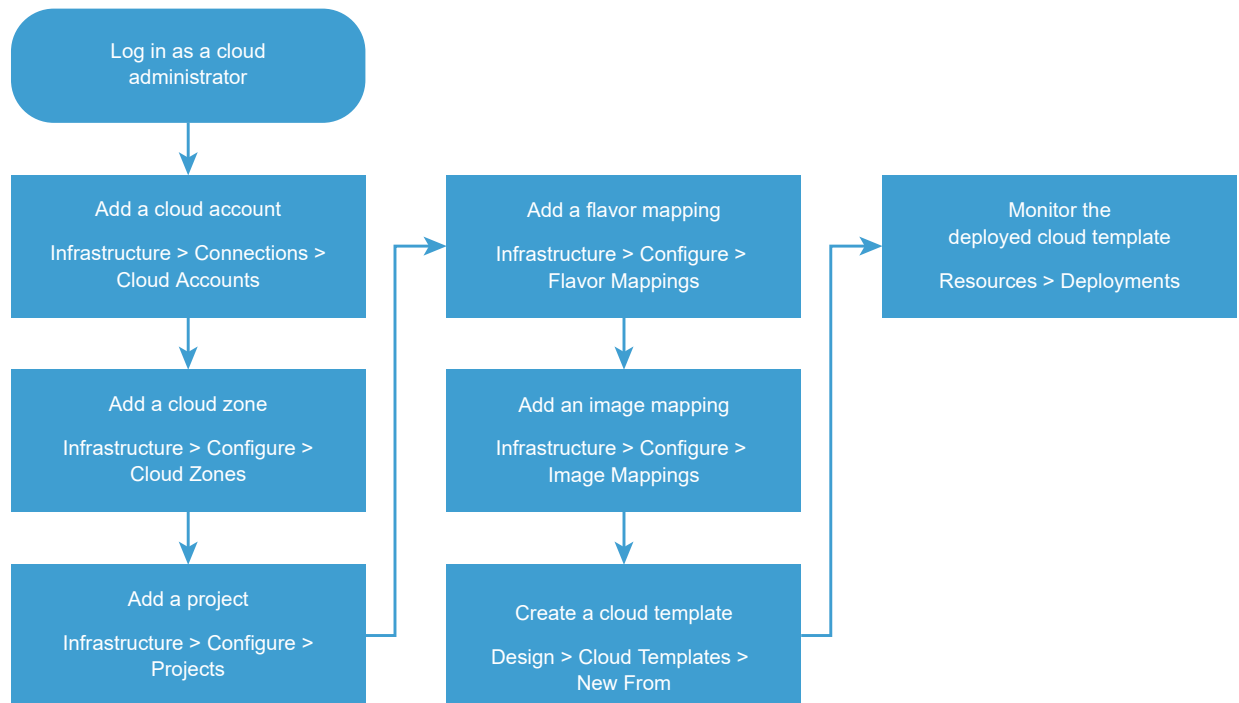 Log in as a cloud
administrator
Add a cloud account
Infrastructure > Connections >
Cloud Accounts
Add a cloud zone
Infrastructure > Configure >
Cloud Zones
Add a project
Infrastructure > Configure >
Projects
Add a flavor mapping
Infrastructure > Configure >
Flavor Mappings
Add an image mapping
Infrastructure > Configure >
Image Mappings
Create a cloud template
Design > Cloud Templates >
New From
Monitor the
deployed cloud template
Resources > Deployments